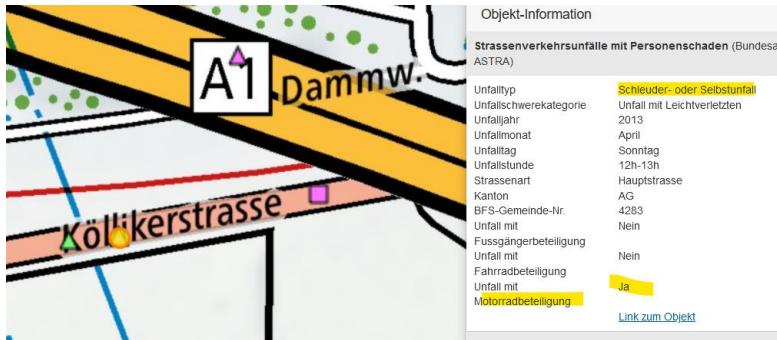 A1
Dammw.
Köllikerstrasse
Objekt-Information
Strassenverkehrsunfälle mit Personenschaden (Bundesa
ASTRA)
Unfalltyp Schleuder- oder Selbstunfall
Unfallschwerekategorie Unfall mit Leichtverletzten
Unfalljahr 2013
Unfallmonat April
Unfalltag Sonntag
Unfallstunde 12h-13h
Strassenart Hauptstrasse
Kanton AG
BFS-Gemeinde-Nr. 4283
Unfall mit Nein
Fussgängerbeteiligung
Unfall mit Nein
Fahrradbeteiligung
Unfall mit Ja
Motorradbeteiligung
Link zum Objekt